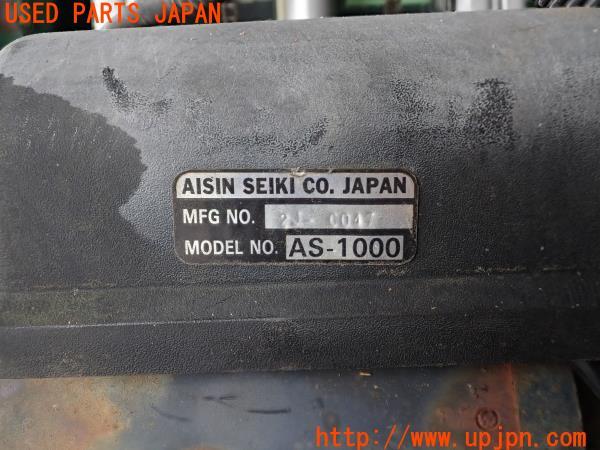 USED PARTS JAPAN
AISIN SEIKI CO. JAPAN
MFG NO.
MODEL NO. AS-1000
http://www.upjpn.com/